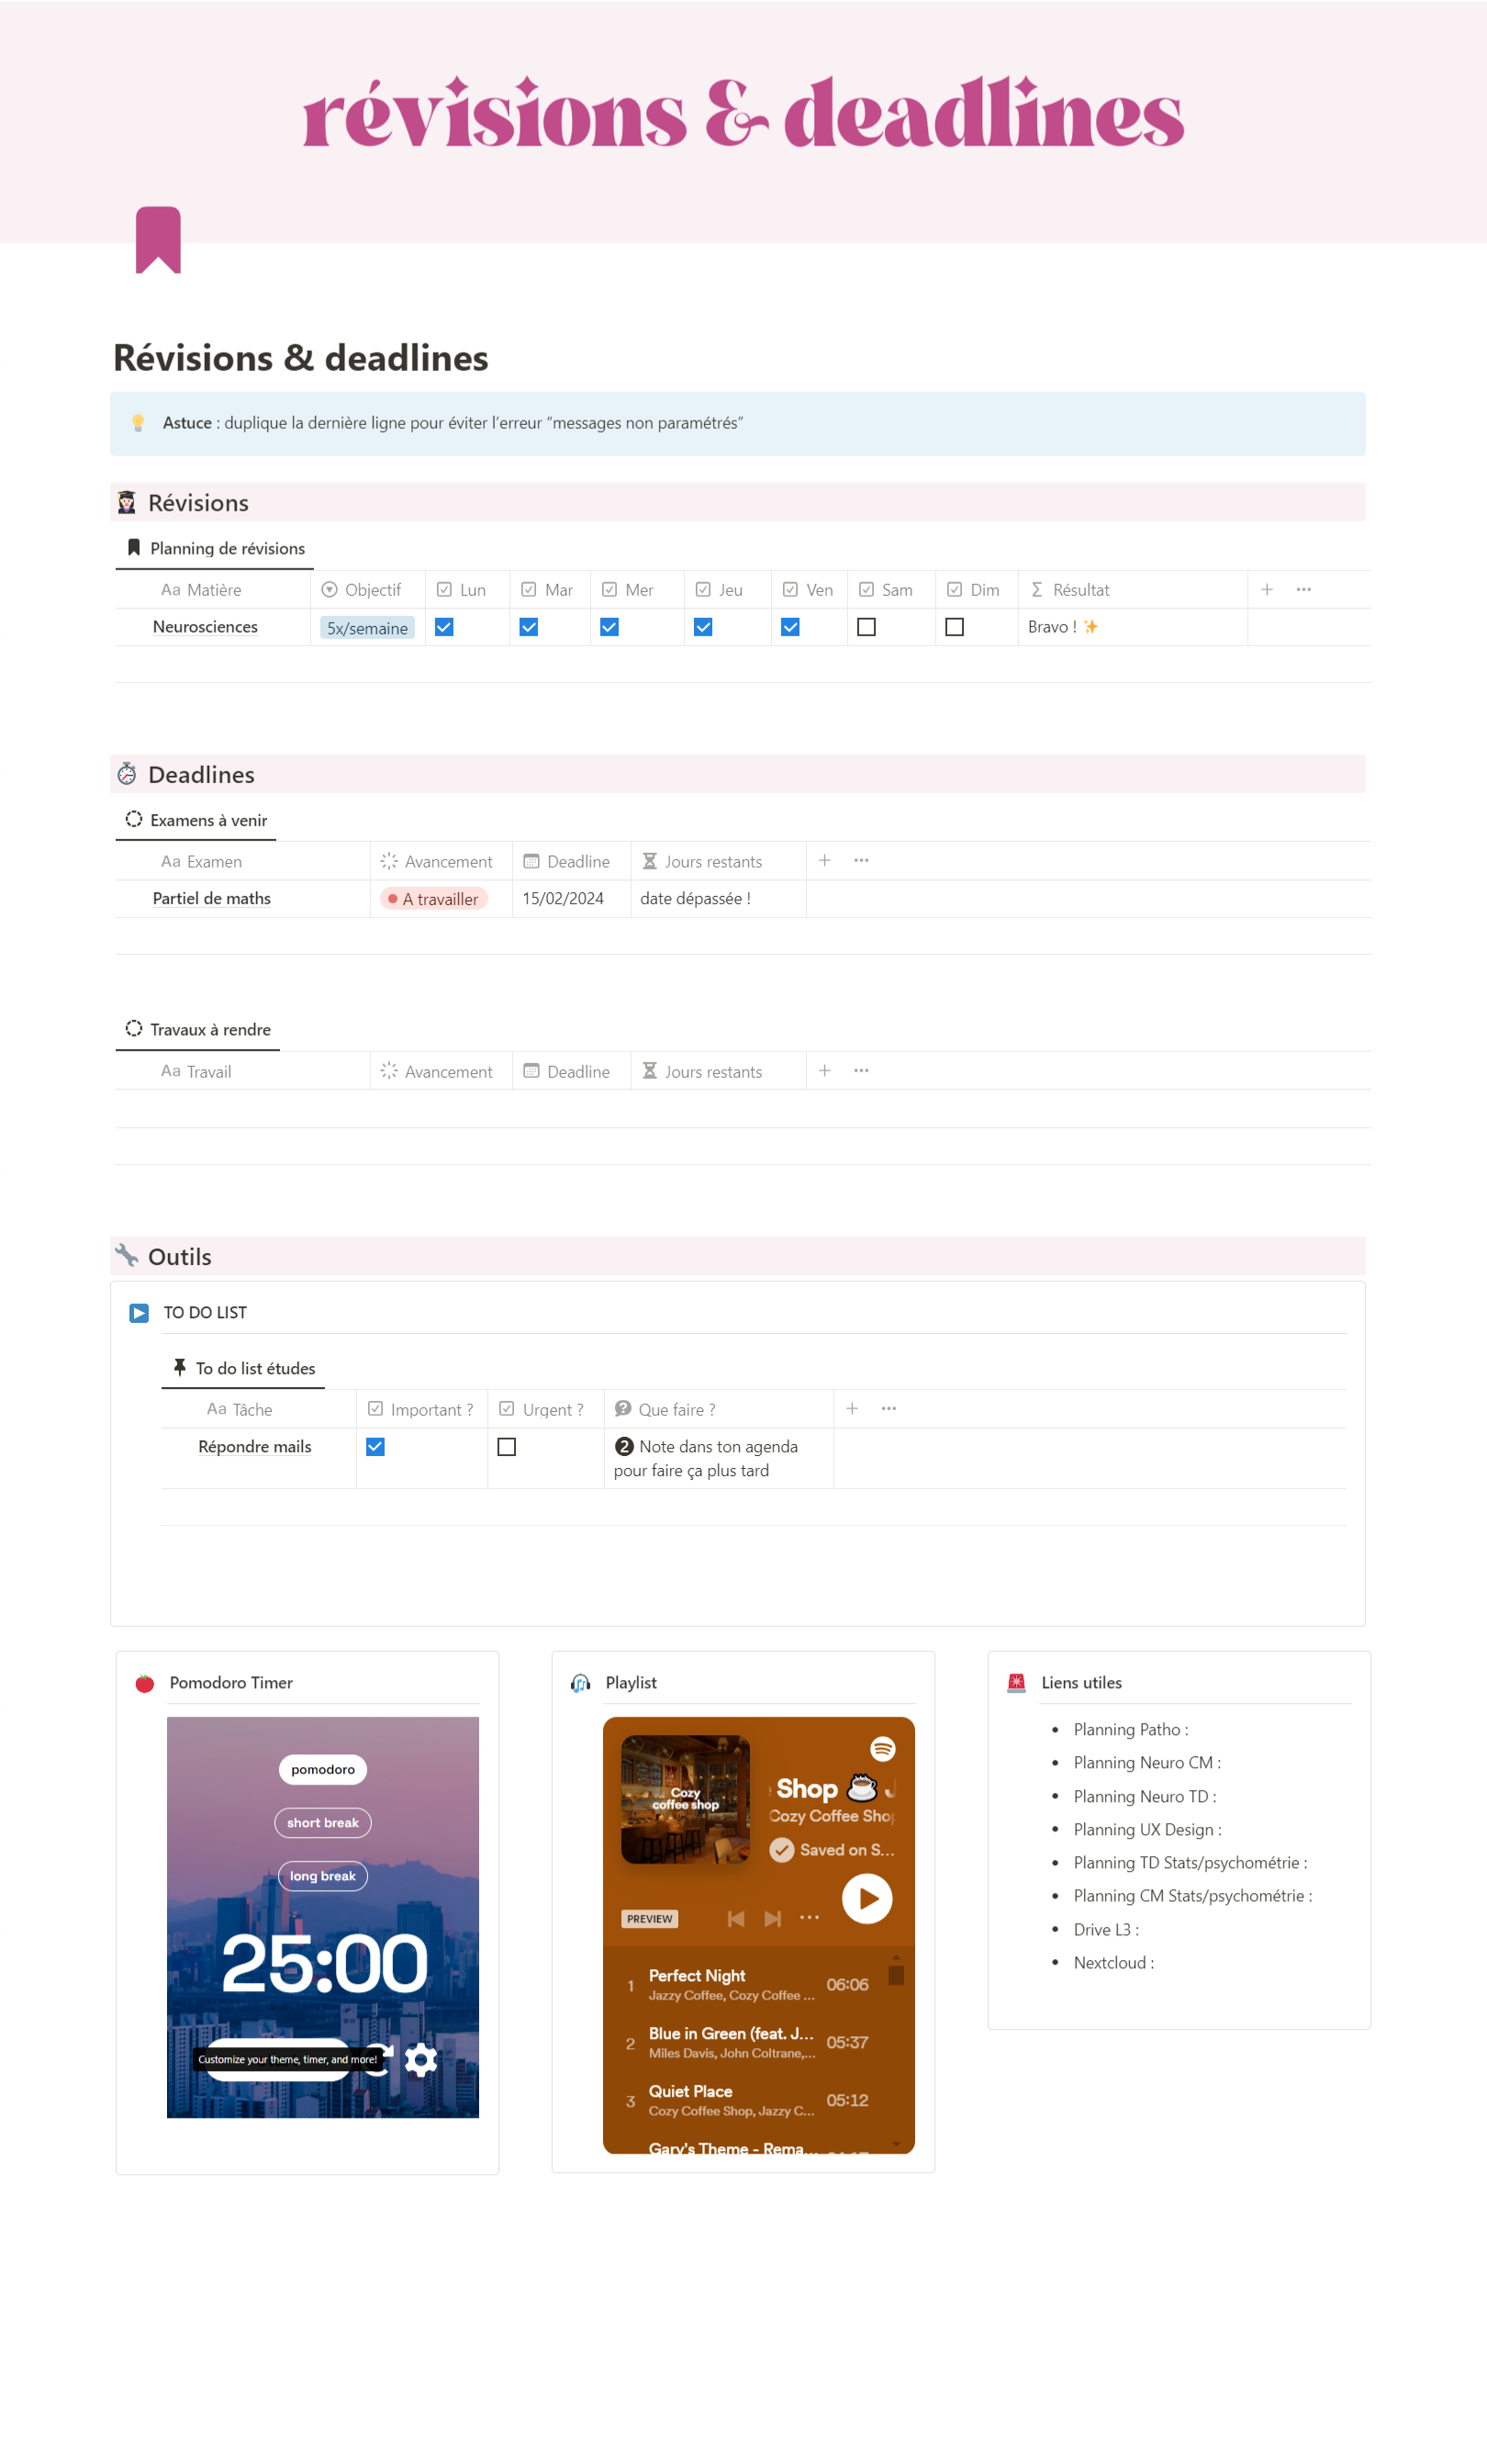 révisions & deadlines
Révisions & deadlines
Astuce : duplique la dernière ligne pour éviter l'erreur “messages non paramétrés”
Révisions
Planning de révisions
Aa Matière Objectif Lun Mar Mer Jeu Ven Sam Dim Σ Résultat + ...
Neurosciences 5x/semaine Bravo ! ✨
Deadlines
Examens à venir
Aa Examen Avancement Deadline Jours restants + ...
Partiel de maths A travailler 15/02/2024 date dépassée !
Travaux à rendre
Aa Travail Avancement Deadline Jours restants + ...
Outils
TO DO LIST
To do list études
Aa Tâche Important ? Urgent ? Que faire ? + ...
Répondre mails ❷ Note dans ton agenda
pour faire ça plus tard
Pomodoro Timer
pomodoro
short break
long break
25:00
Customize your theme, timer, and more!
Playlist
Cozy
coffee shop
Shop ☕
Cozy Coffee Shop
Saved on S...
PREVIEW
1 Perfect Night 06:06
Jazzy Coffee, Cozy Coffee ...
2 Blue in Green (feat. J... 05:37
Miles Davis, John Coltrane,...
3 Quiet Place 05:12
Cozy Coffee Shop, Jazzy C...
Gary's Theme - Rema...
Liens utiles
• Planning Patho :
• Planning Neuro CM :
• Planning Neuro TD :
• Planning UX Design :
• Planning TD Stats/psychométrie :
• Planning CM Stats/psychométrie :
• Drive L3 :
• Nextcloud :